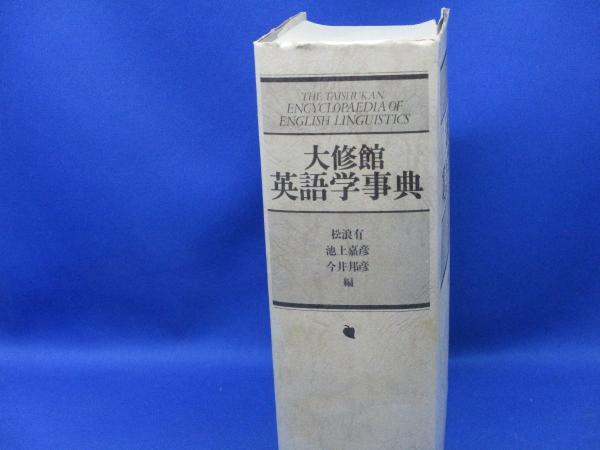 THE TAISHUKAN
ENCYCLOPAEDIA OF
ENGLISH LINGUISTICS
大修館
英語学事典
松浪有
池上嘉彦
今井邦彦
編